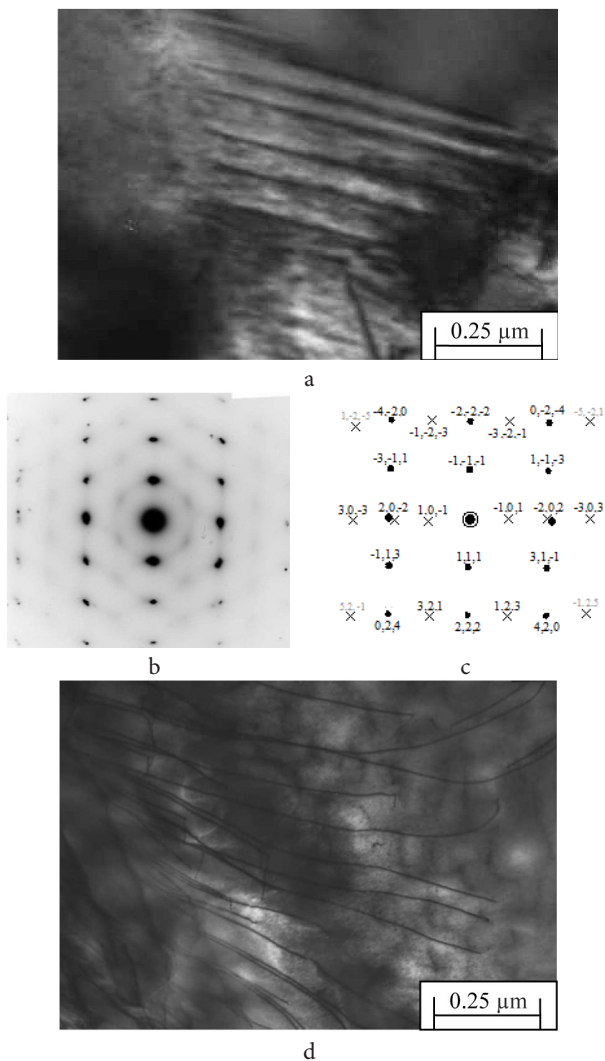 0.25 µm
a
1,-2,-5 -4,-2,0 -2,-2,-2 0,-2,-4 -5,-2,1
-1,-2,-3 -3,-2,-1
-3,-1,1 -1,-1,-1 1,-1,-3
3,0,-3 2,0,-2 1,0,-1 -1,0,1 -2,0,2 -3,0,3
-1,1,3 1,1,1 3,1,-1
5,2,-1 3,2,1 1,2,3 -1,2,5
0,2,4 2,2,2 4,2,0
b c
0.25 µm
d